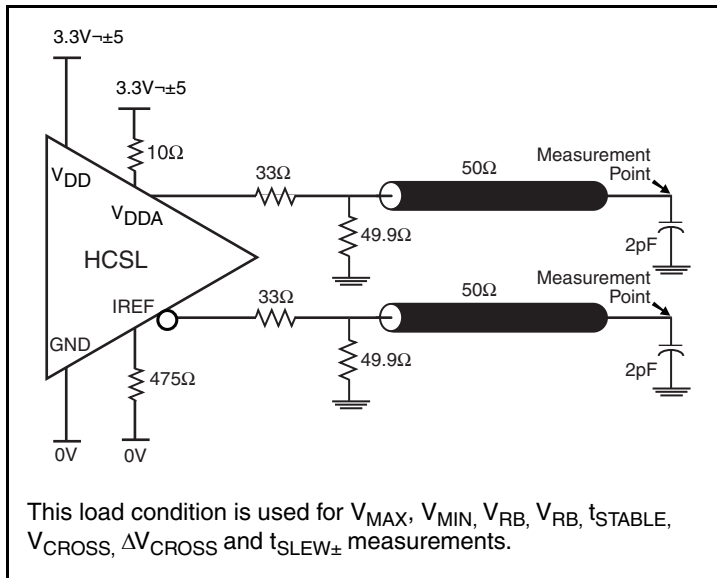 3.3V¬±5
3.3V¬±5
10Ω
VDD
VDDA
HCSL
IREF
GND
475Ω
0V
0V
33Ω
50Ω
Measurement
Point
49.9Ω
2pF
33Ω
50Ω
Measurement
Point
49.9Ω
2pF
This load condition is used for VMAX, VMIN, VRB, VRB, tSTABLE,
VCROSS, ΔVCROSS and tSLEW± measurements.